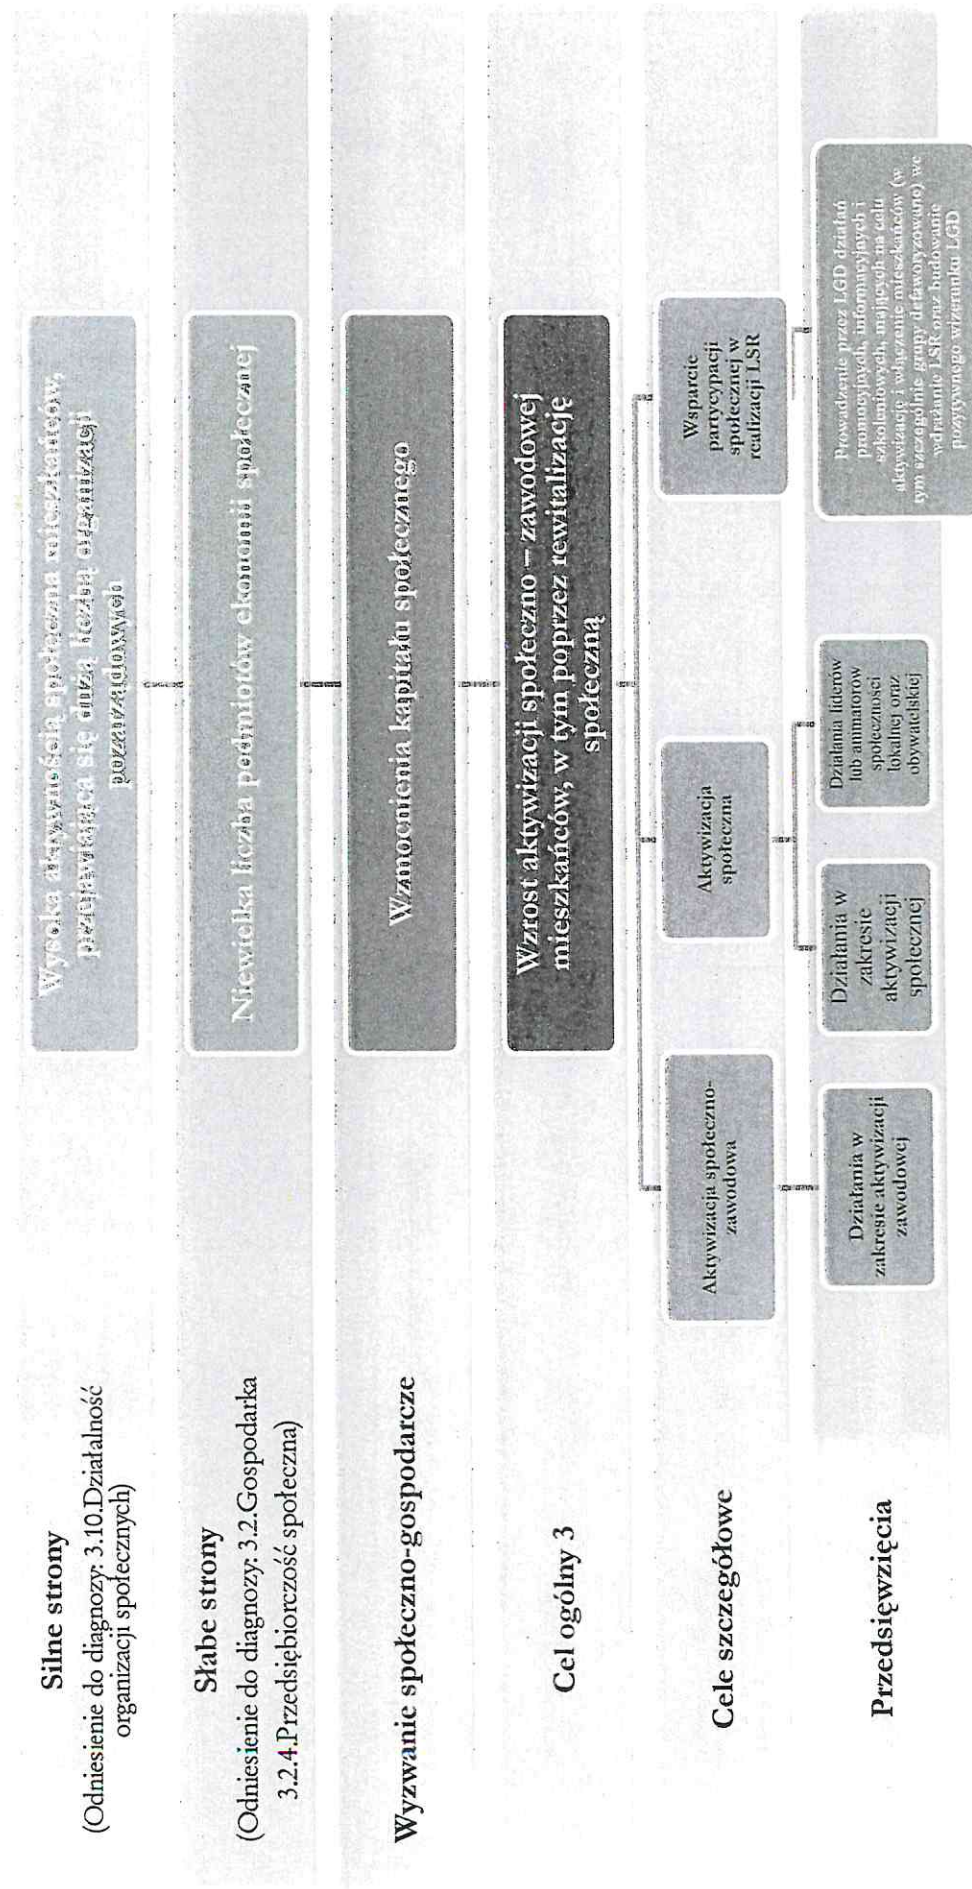 Silne strony
(Odniesienie do diagnozy: 3.10.Działalność
organizacji społecznych)
Wysoka aktywnością społeczna mieszkańców,
przejawiająca się dużą liczbą organizacji
pozarządowych
Słabe strony
(Odniesienie do diagnozy: 3.2.Gospodarka
3.2.4.Przedsiębiorczość społeczna)
Niewielka liczba podmiotów ekonomii społecznej
Wyzwanie społeczno-gospodarcze
Wzmocnienia kapitału społecznego
Cel ogólny 3
Wzrost aktywizacji społeczno – zawodowej
mieszkańców, w tym poprzez rewitalizację
społeczną
Cele szczegółowe
Aktywizacja społeczno-
zawodowa
Aktywizacja
społeczna
Wsparcie
partycypacji
społecznej w
realizacji LSR
Przedsięwzięcia
Działania w
zakresie aktywizacji
zawodowej
Działania w
zakresie
aktywizacji
społecznej
Działania liderów
lub animatorów
społeczności
lokalnej oraz
obywatelskiej
Prowadzenie przez LGD działań
promocyjnych, informacyjnych i
szkoleniowych, mających na celu
aktywizację i włączanie mieszkańców (w
tym szczególnie grupy defaworyzowane) we
wdrażanie LSR oraz budowanie
pozytywnego wizerunku LGD